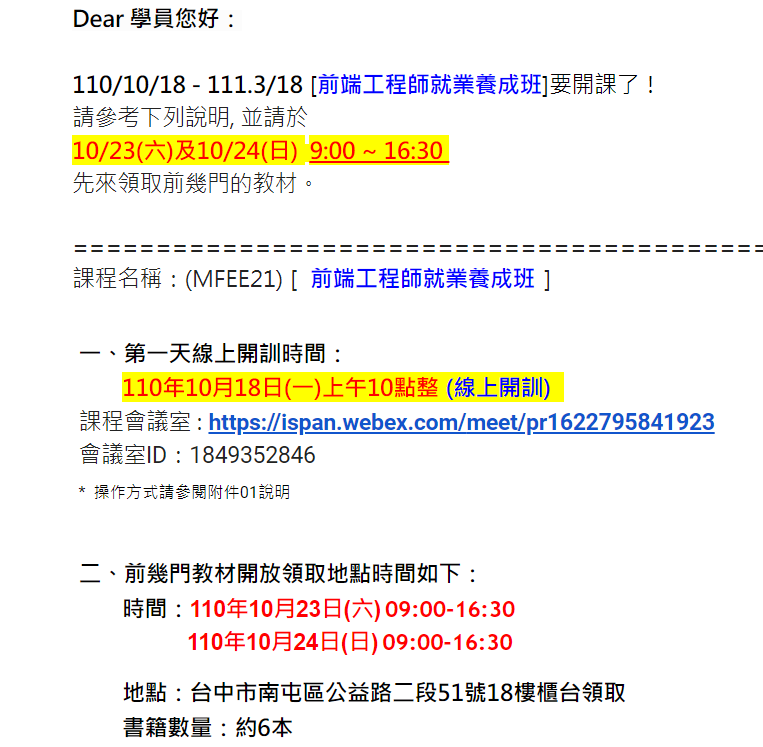 Dear 學員您好：
110/10/18 - 111.3/18 [前端工程師就業養成班]要開課了！
請參考下列說明, 並請於
10/23(六)及10/24(日) 9:00 ~ 16:30
先來領取前幾門的教材。
==========================================
課程名稱：(MFEE21) [ 前端工程師就業養成班 ]
一、第一天線上開訓時間：
110年10月18日(一)上午10點整 (線上開訓)
課程會議室 : https://ispan.webex.com/meet/pr1622795841923
會議室ID：1849352846
* 操作方式請參閱附件01說明
二、前幾門教材開放領取地點時間如下：
時間：110年10月23日(六) 09:00-16:30
110年10月24日(日) 09:00-16:30
地點：台中市南屯區公益路二段51號18樓櫃台領取
書籍數量：約6本